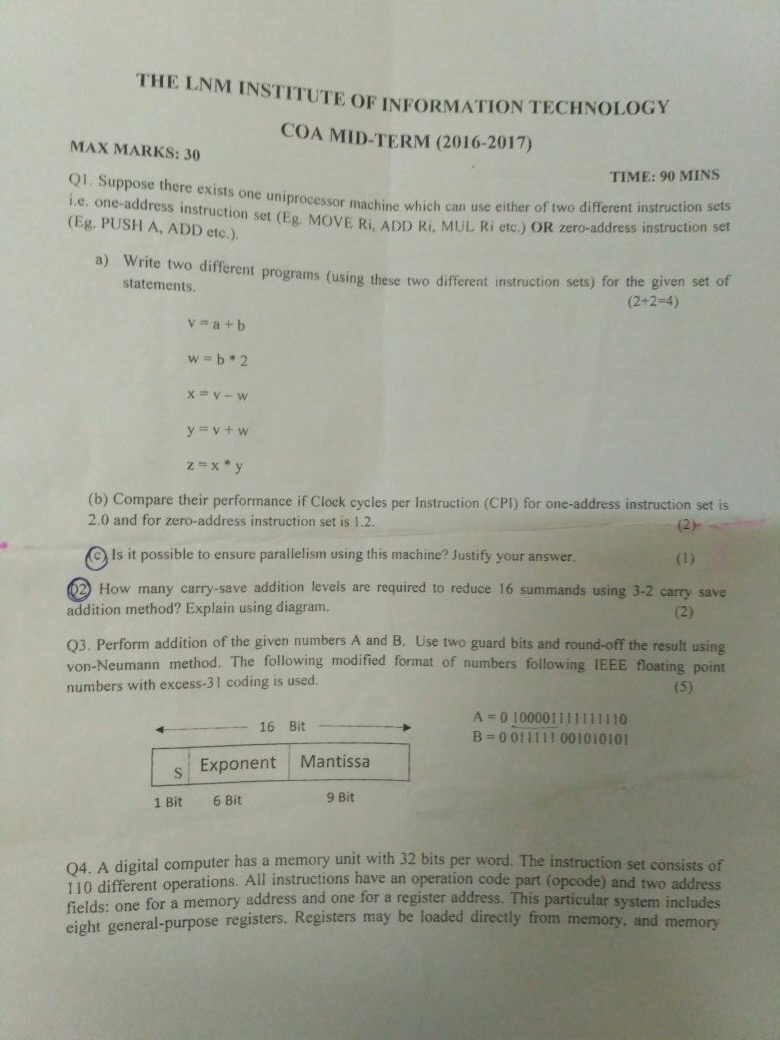 THE LNM INSTITUTE OF INFORMATION TECHNOLOGY
COA MID-TERM (2016-2017)
MAX MARKS: 30
TIME: 90 MINS
Q1. Suppose there exists one uniprocessor machine which can use either of two different instruction sets
i.e. one-address instruction set (Eg. MOVE Ri, ADD Ri, MUL Ri etc.) OR zero-address instruction set
(Eg. PUSH A, ADD etc.).
a) Write two different programs (using these two different instruction sets) for the given set of
statements.
(2+2=4)
v = a + b
w = b * 2
x = v – w
y = v + w
z = x * y
(b) Compare their performance if Clock cycles per Instruction (CPI) for one-address instruction set is
2.0 and for zero-address instruction set is 1.2.
(2)
(c) Is it possible to ensure parallelism using this machine? Justify your answer.
(1)
Q2 How many carry-save addition levels are required to reduce 16 summands using 3-2 carry save
addition method? Explain using diagram.
(2)
Q3. Perform addition of the given numbers A and B. Use two guard bits and round-off the result using
von-Neumann method. The following modified format of numbers following IEEE floating point
numbers with excess-31 coding is used.
(5)
16 Bit
A = 0 100001111111110
B = 0 011111 001010101
S Exponent Mantissa
1 Bit 6 Bit 9 Bit
Q4. A digital computer has a memory unit with 32 bits per word. The instruction set consists of
110 different operations. All instructions have an operation code part (opcode) and two address
fields: one for a memory address and one for a register address. This particular system includes
eight general-purpose registers. Registers may be loaded directly from memory, and memory